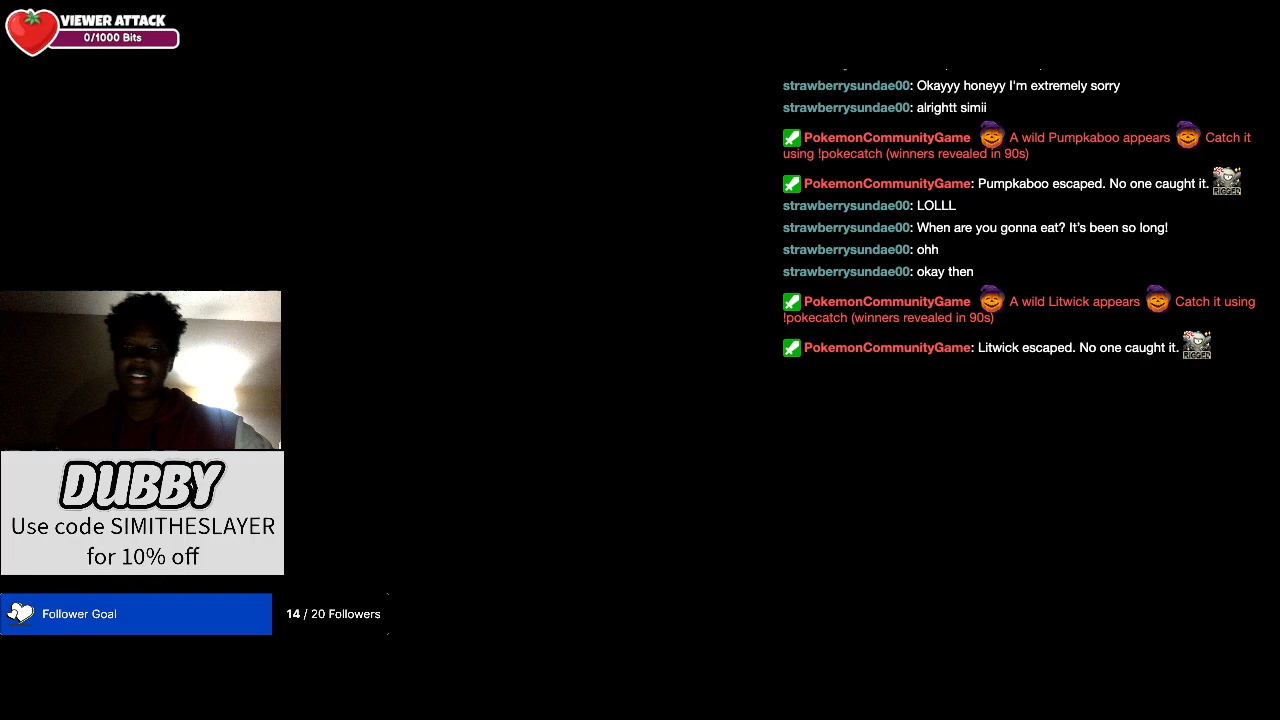 VIEWER ATTACK
0/1000 Bits
strawberrysundae00: Okayyy honeyy I'm extremely sorry
strawberrysundae00: alrightt simii
PokemonCommunityGame A wild Pumpkaboo appears Catch it
using !pokecatch (winners revealed in 90s)
PokemonCommunityGame: Pumpkaboo escaped. No one caught it. RIGGED
strawberrysundae00: LOLLL
strawberrysundae00: When are you gonna eat? It’s been so long!
strawberrysundae00: ohh
strawberrysundae00: okay then
PokemonCommunityGame A wild Litwick appears Catch it using
!pokecatch (winners revealed in 90s)
PokemonCommunityGame: Litwick escaped. No one caught it. RIGGED
DUBBY
Use code SIMITHESLAYER
for 10% off
Follower Goal 14 / 20 Followers